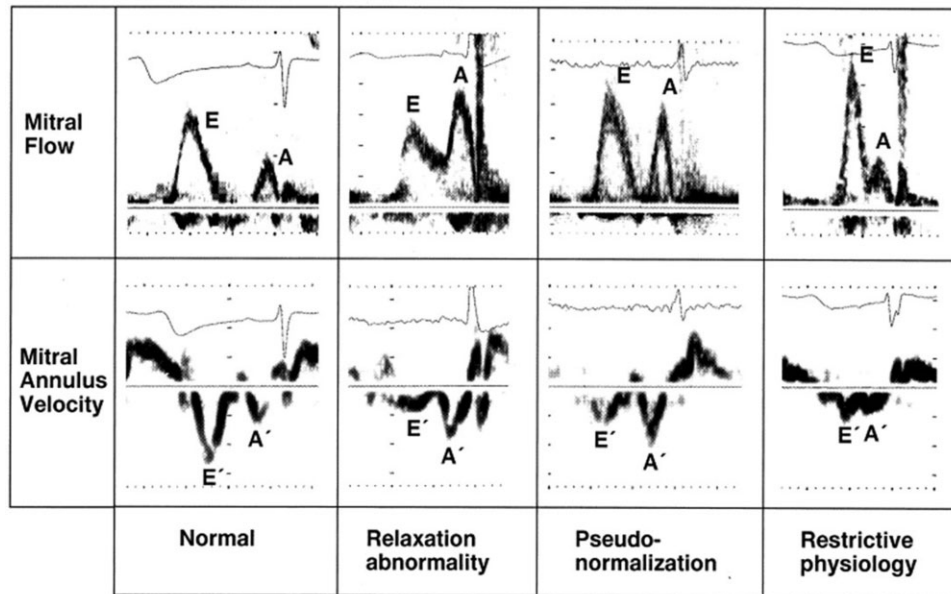 Mitral
Flow
E
A
E
A
E
A
E
A
Mitral
Annulus
Velocity
E´
A´
E´
A´
E´
A´
E´ A´
Normal
Relaxation
abnormality
Pseudo-
normalization
Restrictive
physiology